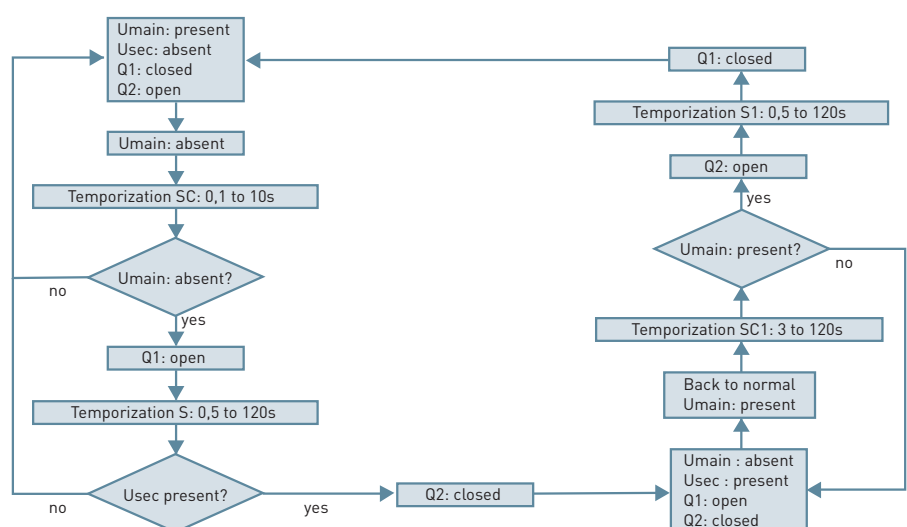 Umain: present
Usec: absent
Q1: closed
Q2: open
Umain: absent
Temporization SC: 0,1 to 10s
Umain: absent?
no
yes
Q1: open
Temporization S: 0,5 to 120s
Usec present?
no
yes
Q2: closed
Umain : absent
Usec : present
Q1: open
Q2: closed
Back to normal
Umain: present
Temporization SC1: 3 to 120s
Umain: present?
no
yes
Q2: open
Temporization S1: 0,5 to 120s
Q1: closed